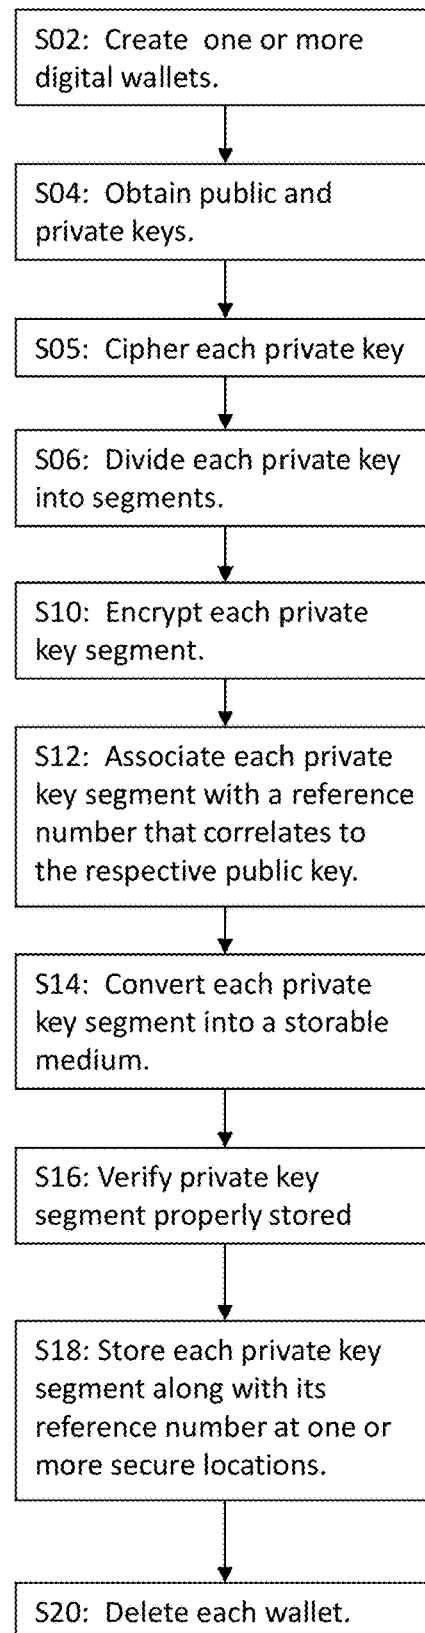 S02: Create one or more
digital wallets.
S04: Obtain public and
private keys.
S05: Cipher each private key
S06: Divide each private key
into segments.
S10: Encrypt each private
key segment.
S12: Associate each private
key segment with a reference
number that correlates to
the respective public key.
S14: Convert each private
key segment into a storable
medium.
S16: Verify private key
segment properly stored
S18: Store each private key
segment along with its
reference number at one or
more secure locations.
S20: Delete each wallet.